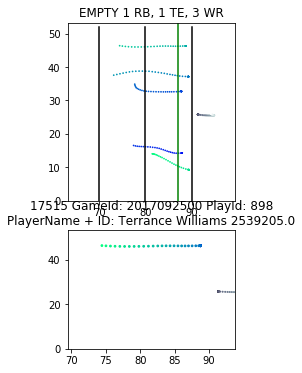 EMPTY 1 RB, 1 TE, 3 WR
50
40
30
20
10
0
70 80 90
17515 GameId: 2017092500 PlayId: 898
PlayerName + ID: Terrance Williams 2539205.0
40
20
0
70 75 80 85 90